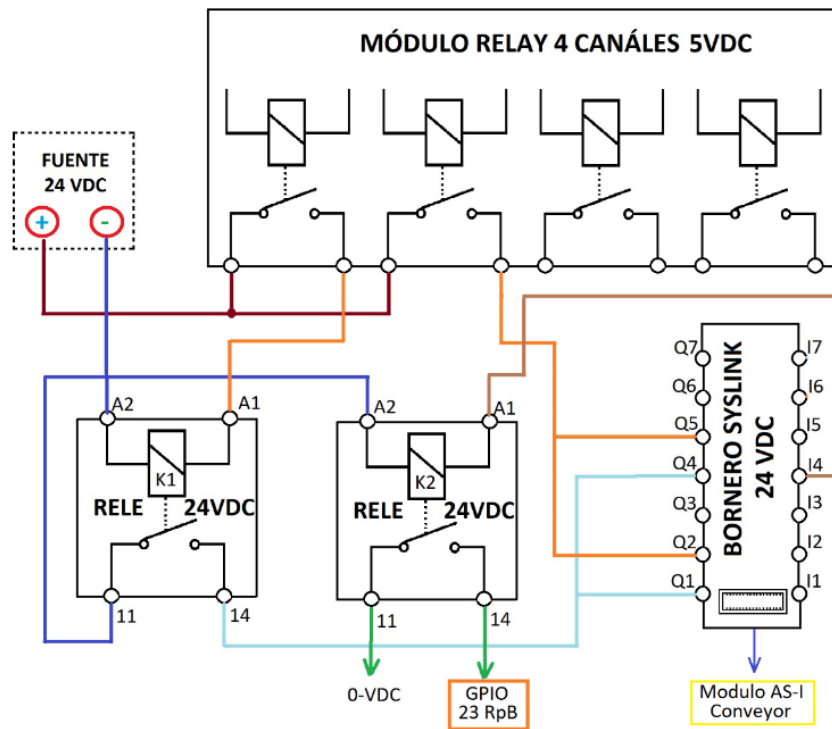 MÓDULO RELAY 4 CANÁLES 5VDC
FUENTE
24 VDC
+
-
A2
A1
K1
RELE
24VDC
11
14
A2
A1
K2
RELE
24VDC
11
14
0-VDC
GPIO
23 RpB
Q7
Q6
Q5
Q4
Q3
Q2
Q1
BORNERO SYSLINK
24 VDC
I7
I6
I5
I4
I3
I2
I1
Modulo AS-I
Conveyor